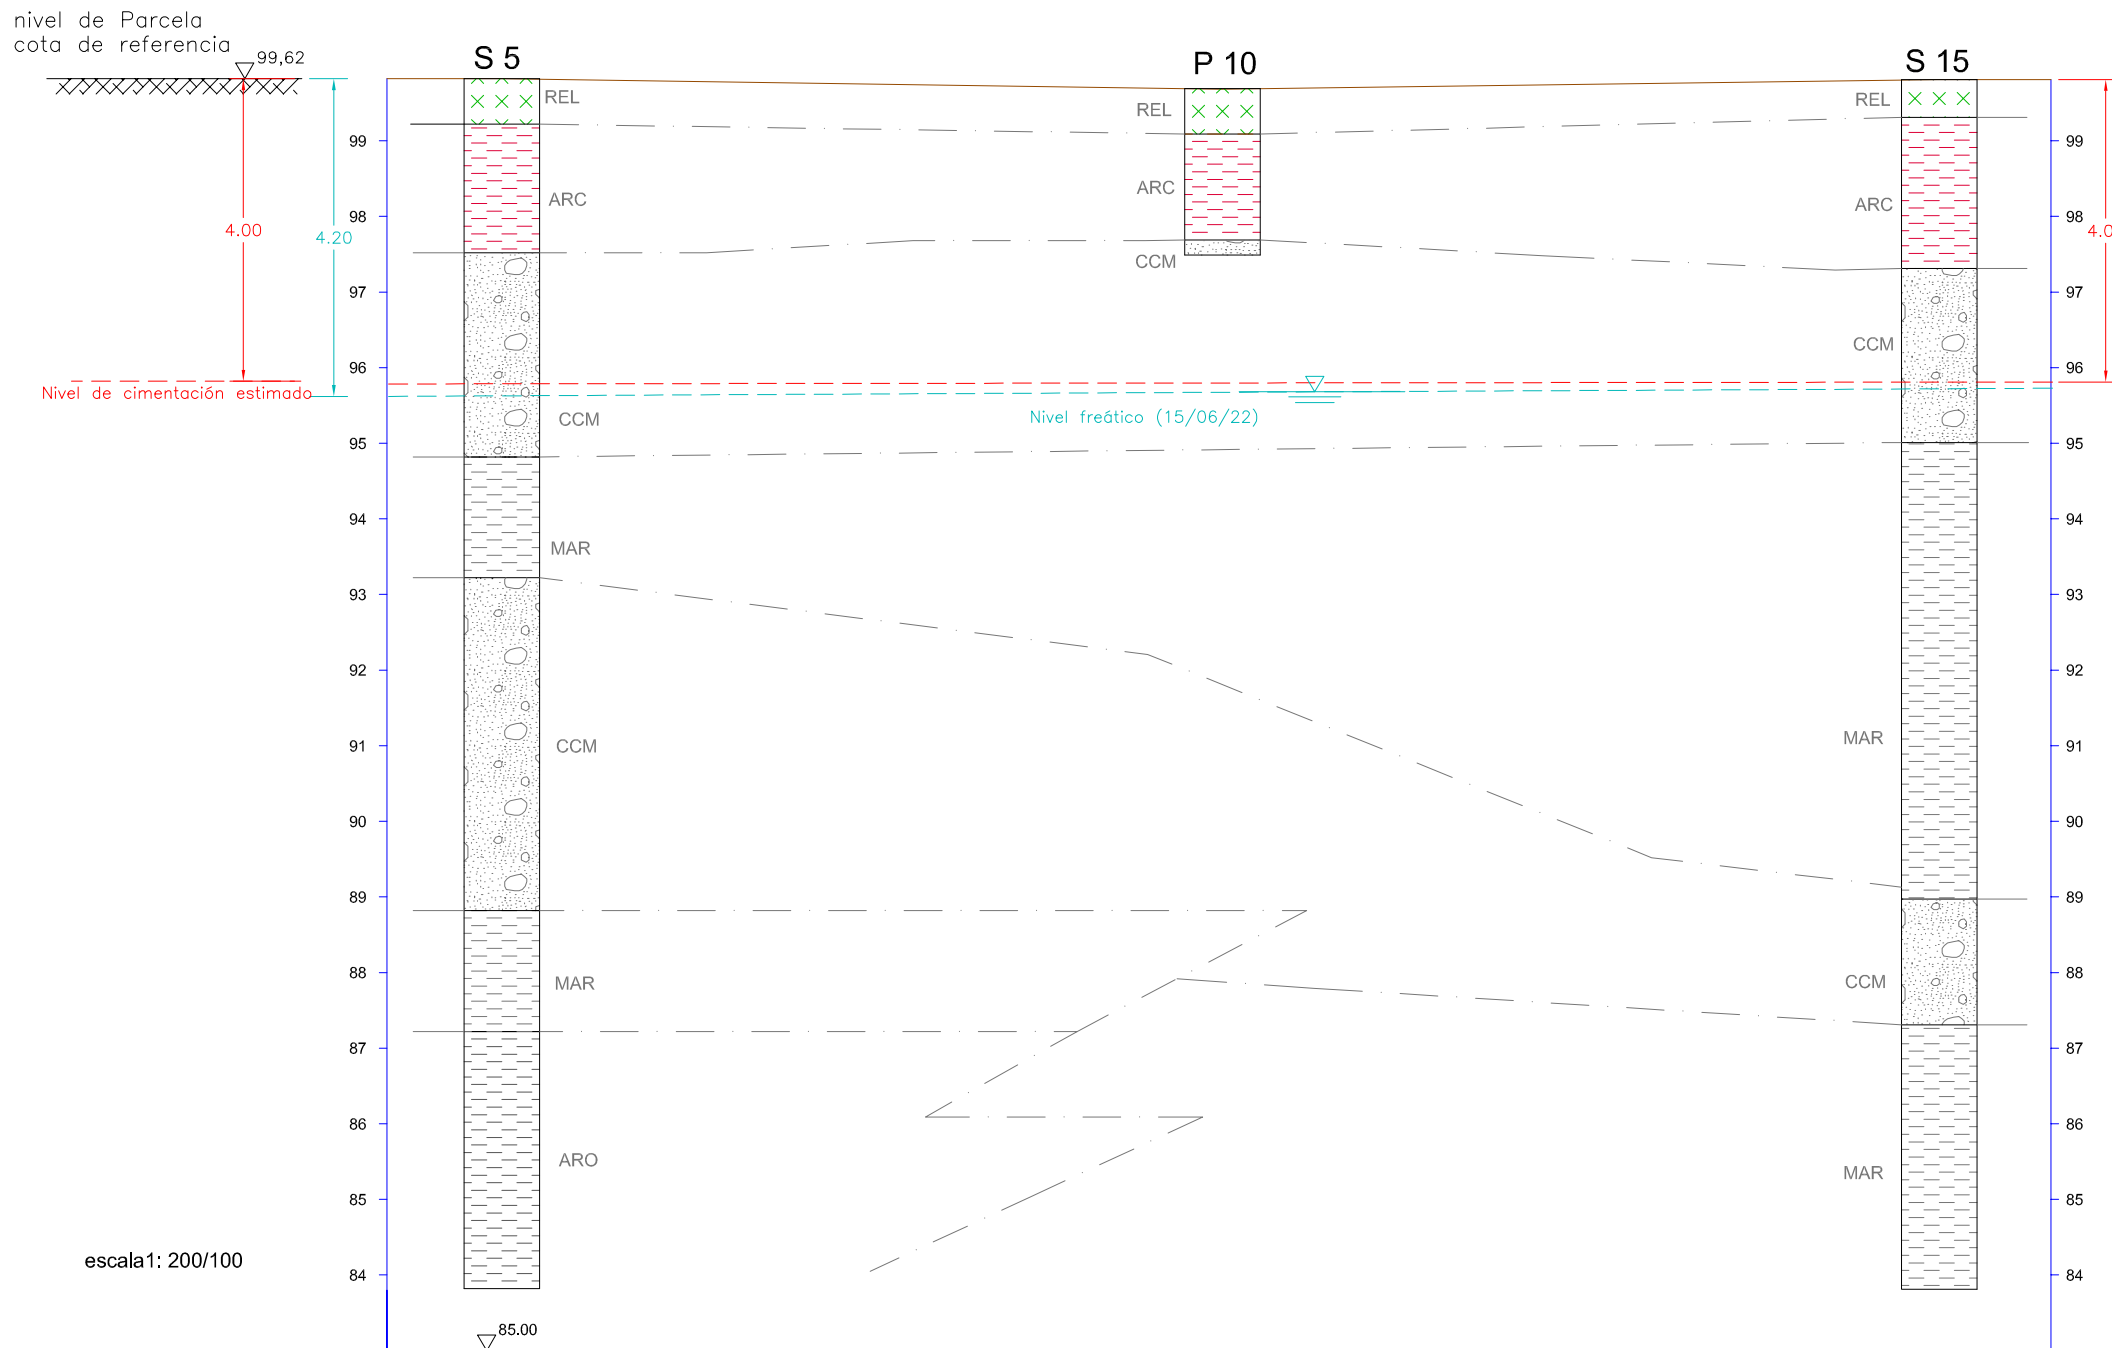 nivel de Parcela
cota de referencia
99,62
S 5
P 10
S 15
REL
REL
REL
99
99
ARC
ARC
ARC
98
98
4.00
4.20
4.0
CCM
97
97
CCM
96
96
Nivel de cimentación estimado
CCM
Nivel freático (15/06/22)
95
95
94
94
MAR
93
93
92
92
CCM
91
91
MAR
90
90
89
89
88
88
MAR
CCM
87
87
86
86
ARO
MAR
85
85
escala1: 200/100
84
84
85.00